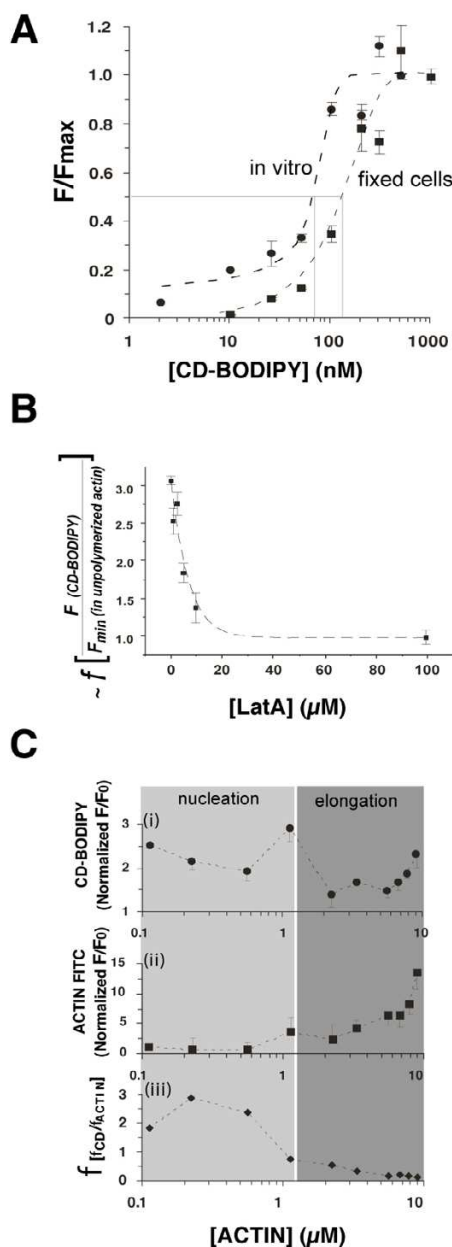 A
F/Fmax
1.0
0.8
0.6
0.4
0.2
0
in vitro
fixed cells
1 10 100 1000
[CD-BODIPY] (nM)
B
~ f [ F (CD-BODIPY) / F min (in unpolymerized actin) ]
3.0
2.5
2.0
1.5
1.0
0 20 40 60 80 100
[LatA] (µM)
C
nucleation elongation
(i)
CD-BODIPY
(Normalized F/F0)
3
2
1
0.1 1 10
(ii)
ACTIN FITC
(Normalized F/F0)
15
10
5
0
0.1 1 10
(iii)
f [fCD/fACTIN]
3
2
1
0
0.1 1 10
[ACTIN] (µM)